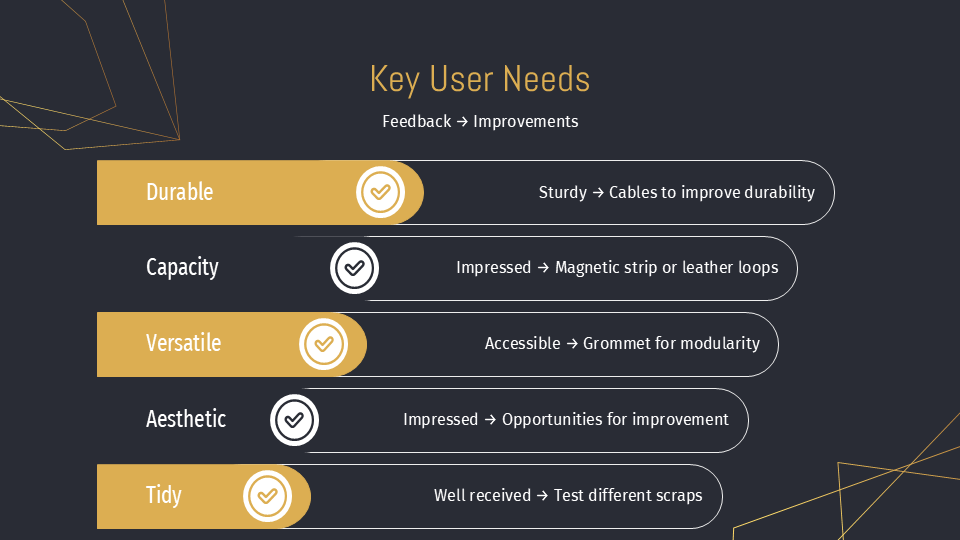 Key User Needs
Feedback → Improvements
Durable
Sturdy → Cables to improve durability
Capacity
Impressed → Magnetic strip or leather loops
Versatile
Accessible → Grommet for modularity
Aesthetic
Impressed → Opportunities for improvement
Tidy
Well received → Test different scraps